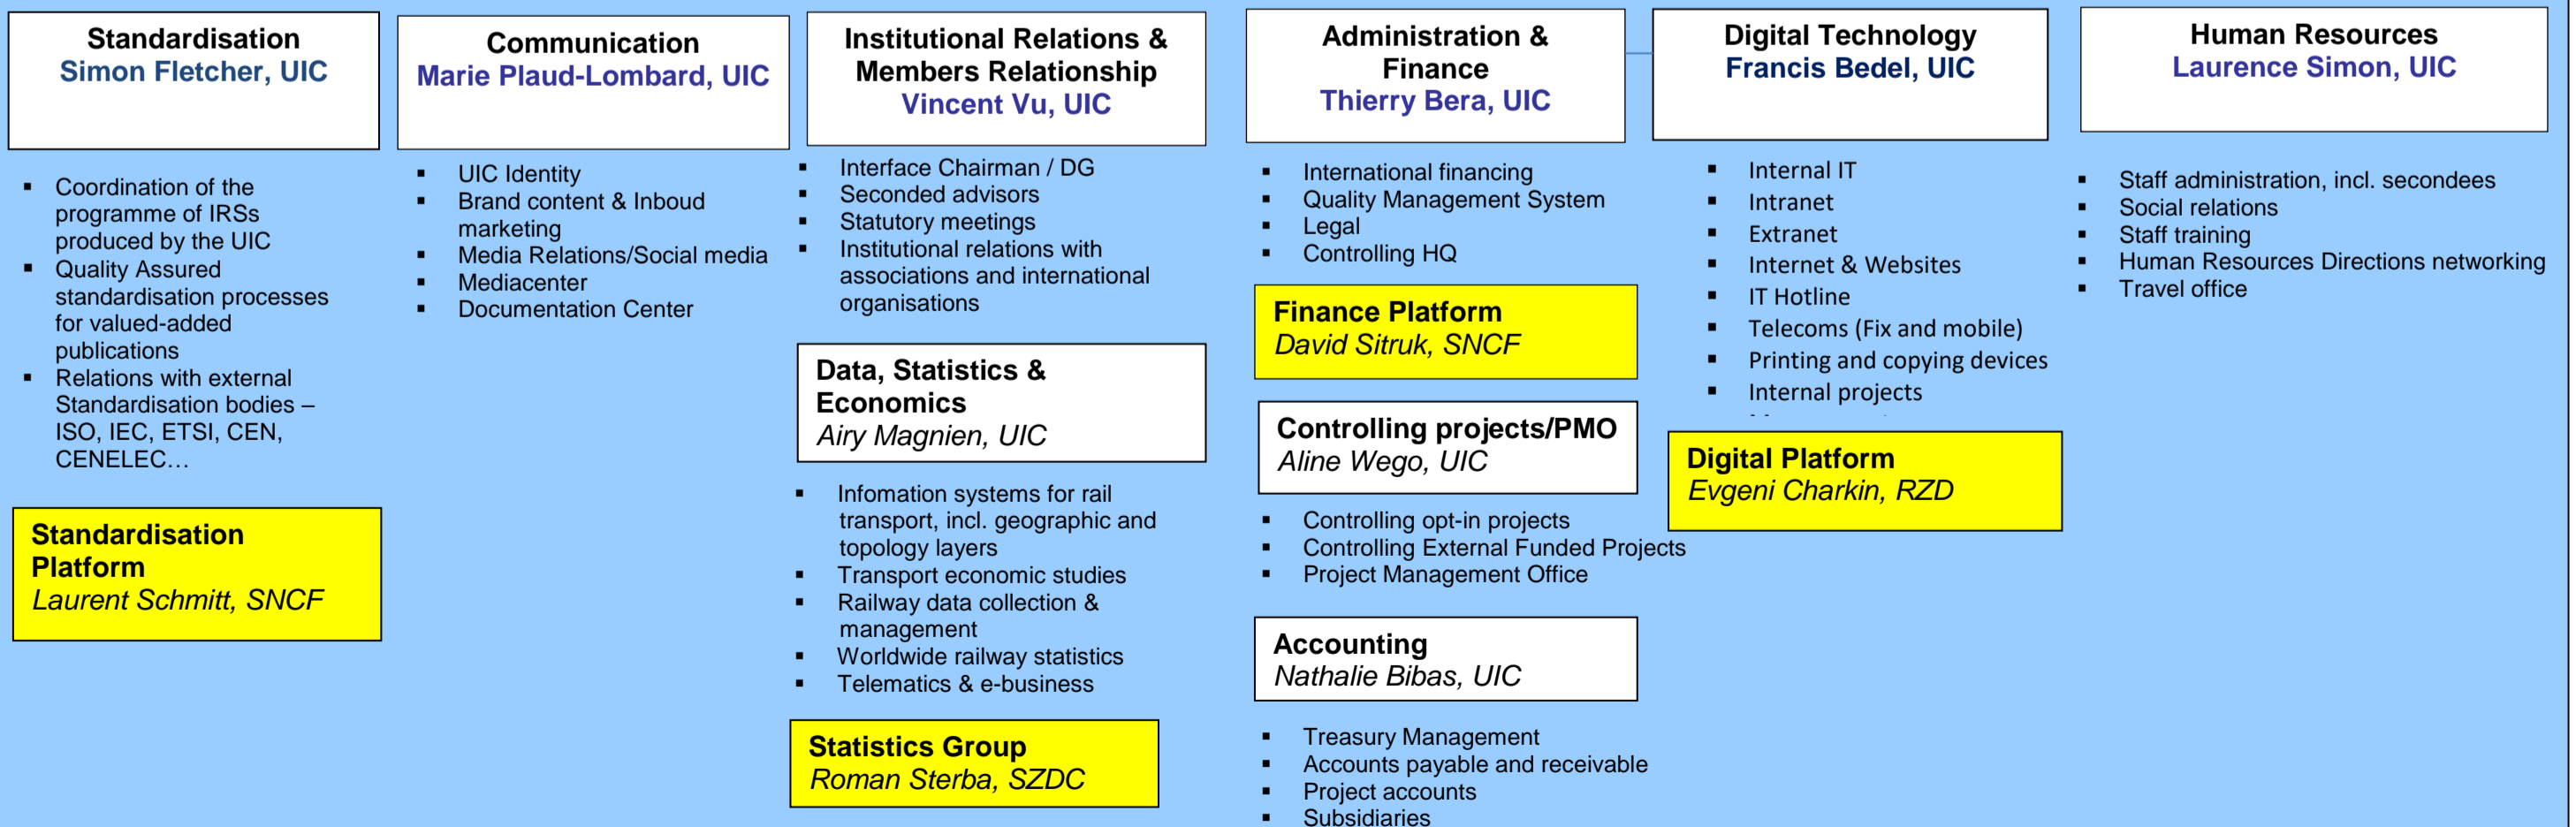 Standardisation
Simon Fletcher, UIC
Coordination of the
programme of IRSs
produced by the UIC
Quality Assured
standardisation processes
for valued-added
publications
Relations with external
Standardisation bodies –
ISO, IEC, ETSI, CEN,
CENELEC…
Standardisation
Platform
Laurent Schmitt, SNCF
Communication
Marie Plaud-Lombard, UIC
UIC Identity
Brand content & Inboud
marketing
Media Relations/Social media
Mediacenter
Documentation Center
Institutional Relations &
Members Relationship
Vincent Vu, UIC
Interface Chairman / DG
Seconded advisors
Statutory meetings
Institutional relations with
associations and international
organisations
Data, Statistics &
Economics
Airy Magnien, UIC
Infomation systems for rail
transport, incl. geographic and
topology layers
Transport economic studies
Railway data collection &
management
Worldwide railway statistics
Telematics & e-business
Statistics Group
Roman Sterba, SZDC
Administration &
Finance
Thierry Bera, UIC
International financing
Quality Management System
Legal
Controlling HQ
Finance Platform
David Sitruk, SNCF
Controlling projects/PMO
Aline Wego, UIC
Controlling opt-in projects
Controlling External Funded Projects
Project Management Office
Accounting
Nathalie Bibas, UIC
Treasury Management
Accounts payable and receivable
Project accounts
Subsidiaries
Digital Technology
Francis Bedel, UIC
Internal IT
Intranet
Extranet
Internet & Websites
IT Hotline
Telecoms (Fix and mobile)
Printing and copying devices
Internal projects
Digital Platform
Evgeni Charkin, RZD
Human Resources
Laurence Simon, UIC
Staff administration, incl. secondees
Social relations
Staff training
Human Resources Directions networking
Travel office